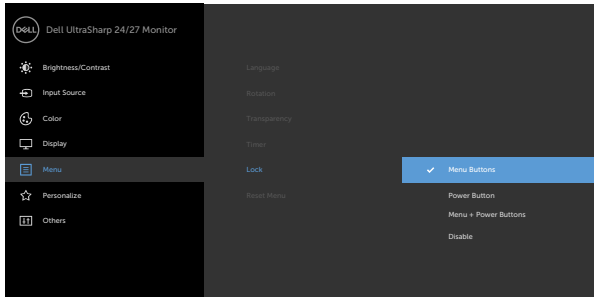 DELL
Dell UltraSharp 24/27 Monitor
Brightness/Contrast
Input Source
Color
Display
Menu
Personalize
Others
Language
Rotation
Transparency
Timer
Lock
Reset Menu
Menu Buttons
Power Button
Menu + Power Buttons
Disable